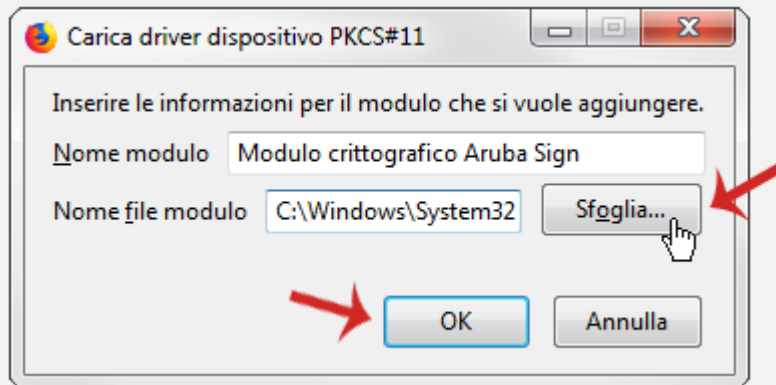 Carica driver dispositivo PKCS#11
Inserire le informazioni per il modulo che si vuole aggiungere.
Nome modulo Modulo crittografico Aruba Sign
Nome file modulo C:\Windows\System32 Sfoglia...
OK Annulla